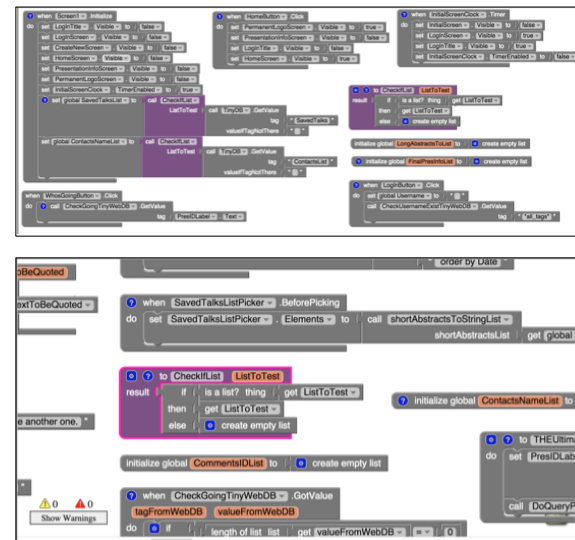 when Screen1 .Initialize
do set LoginTitle . Visible to false
set LoginScreen . Visible to false
set CreateNewScreen . Visible to false
set HomeScreen . Visible to false
set PresentationInfoScreen . Visible to false
set PermanentLogoScreen . Visible to false
set InitialScreenClock . TimerEnabled to true
set global SavedTalksList to call CheckIfList
ListToTest call TinyDB .GetValue
tag " SavedTalks "
valueIfTagNotThere " "
set global ContactsNameList to call CheckIfList
ListToTest call TinyDB .GetValue
tag " ContactsList "
valueIfTagNotThere " "
when WhosGoingButton .Click
do call CheckGoingTinyWebDB .GetValue
tag PresIDLabel . Text
when HomeButton .Click
do set PermanentLogoScreen . Visible to true
set PresentationInfoScreen . Visible to false
set LoginTitle . Visible to false
set HomeScreen . Visible to true
when InitialScreenClock .Timer
do set InitialScreen . Visible to false
set LoginScreen . Visible to true
set LoginTitle . Visible to true
set InitialScreenClock . TimerEnabled to false
to CheckIfList ListToTest
result if is a list? thing get ListToTest
then get ListToTest
else create empty list
initialize global LongAbstractsToList to create empty list
initialize global FinalPresInfoList to create empty list
when LoginButton .Click
do set global Username to " "
call CheckUsernameExistTinyWebDB .GetValue
tag " all_tags "
oBeQuoted
extToBeQuoted
e another one. "
"
0 0
Show Warnings
" order by Date "
when SavedTalksListPicker .BeforePicking
do set SavedTalksListPicker . Elements to call shortAbstractsToStringList
shortAbstractsList get global
to CheckIfList ListToTest
result if is a list? thing get ListToTest
then get ListToTest
else create empty list
initialize global ContactsNameList to
initialize global CommentsIDList to create empty list
to THEUltima
do set PresIDLab
call DoQueryP
when CheckGoingTinyWebDB .GotValue
tagFromWebDB valueFromWebDB
do if length of list list get valueFromWebDB = 0